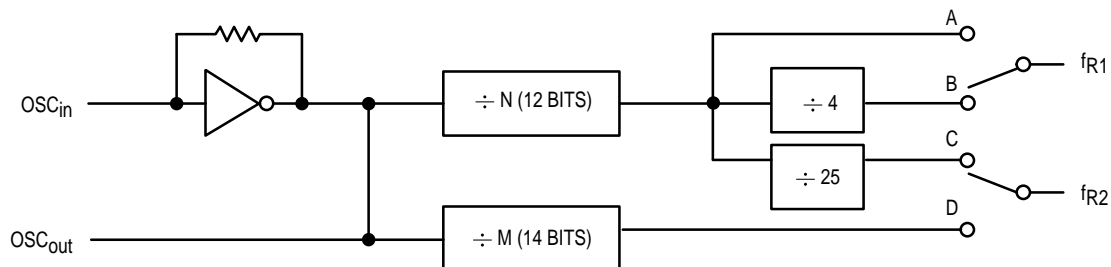 A
fR1
÷ N (12 BITS)
÷ 4
B
OSCin
C
÷ 25
fR2
D
OSCout
÷ M (14 BITS)